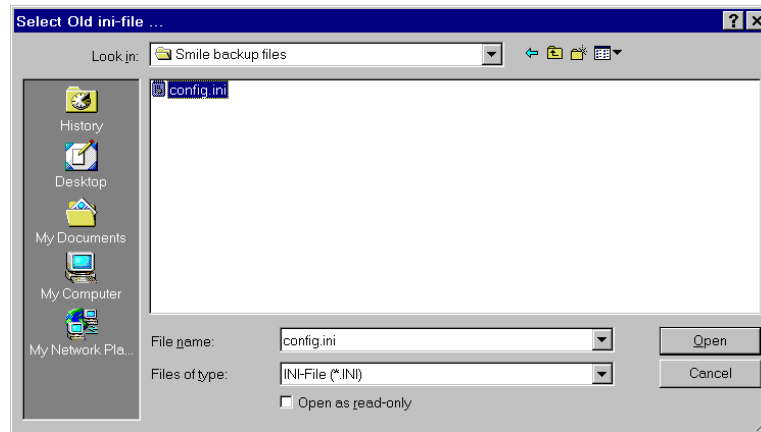 Select Old ini-file ...
Look in:
Smile backup files
History
Desktop
My Documents
My Computer
My Network Pla...
config.ini
File name:
config.ini
Open
Files of type:
INI-File (*.INI)
Cancel
Open as read-only